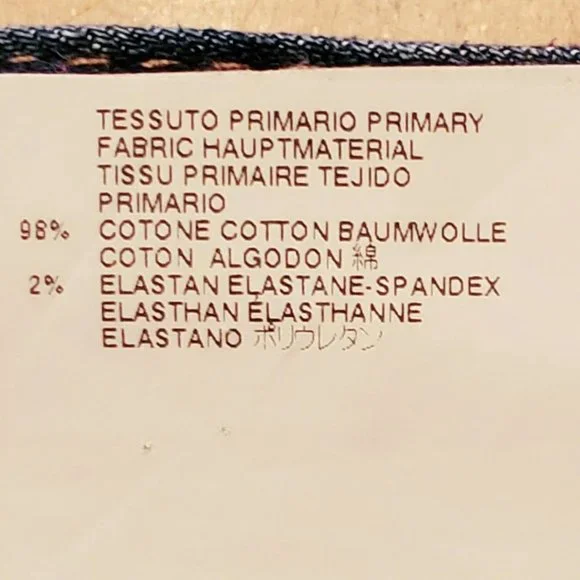 TESSUTO PRIMARIO PRIMARY
FABRIC HAUPTMATERIAL
TISSU PRIMAIRE TEJIDO
PRIMARIO
98% COTONE COTTON BAUMWOLLE
COTON ALGODON 綿
2% ELASTAN ELASTANE-SPANDEX
ELASTHAN ÉLASTHANNE
ELASTANO ポリウレタン